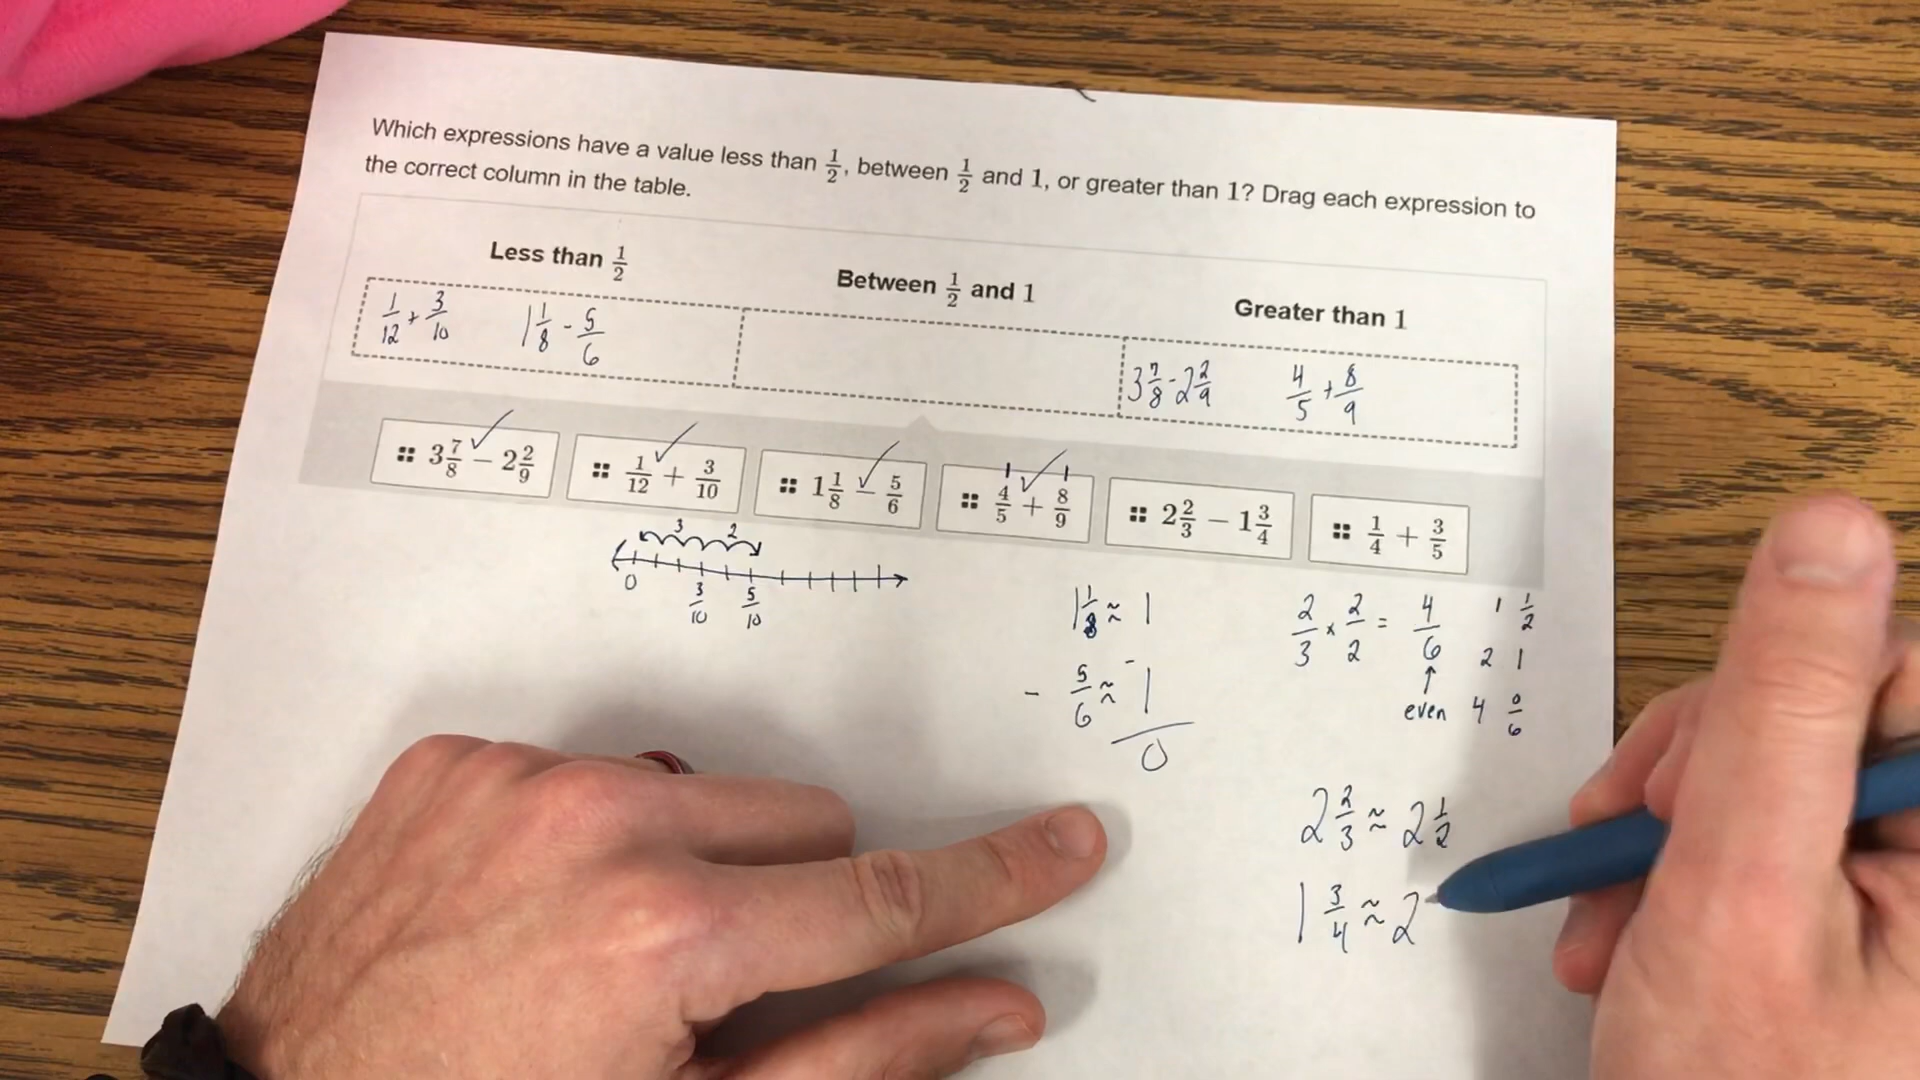 Which expressions have a value less than 1/2, between 1/2 and 1, or greater than 1? Drag each expression to
the correct column in the table.
Less than 1/2
Between 1/2 and 1
Greater than 1
1/12 + 3/10
1 1/8 - 5/6
3 7/8 - 2 2/9
4/5 + 8/9
3 7/8 − 2 2/9
1/12 + 3/10
1 1/8 − 5/6
1 1
4/5 + 8/9
2 2/3 − 1 3/4
1/4 + 3/5
3 2
0 3/10 5/10
1 1/8 ≈ 1
- 5/6 ≈ - 1
0
2/3 × 2/2 = 4/6
↑
even
1 1/2
2 1
4 0/6
2 2/3 ≈ 2 1/2
1 3/4 ≈ 2